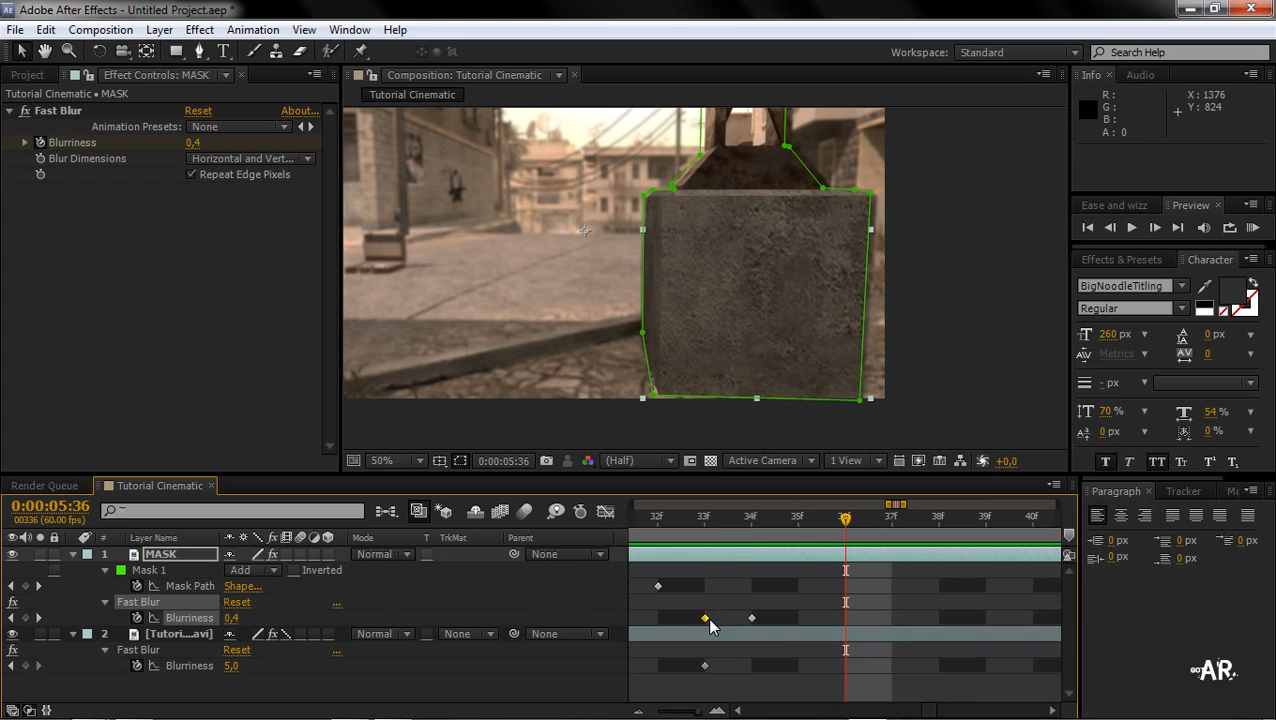 Adobe After Effects - Untitled Project.aep *
File Edit Composition Layer Effect Animation View Window Help
Workspace: Standard Search Help
Project Effect Controls: MASK
Composition: Tutorial Cinematic
Info Audio
Tutorial Cinematic • MASK
Tutorial Cinematic
R: X: 1376
G: Y: 824
B:
A: 0
fx Fast Blur Reset About...
Animation Presets: None
Blurriness 0,4
Blur Dimensions Horizontal and Vert...
Repeat Edge Pixels
Ease and wizz Preview
Effects & Presets Character
BigNoodleTitling
Regular
260 px 0 px
Metrics 0
- px
70 % 54 %
0 px 0 %
T T TT Tr T¹ T₁
50% 0:00:05:36 (Half) Active Camera 1 View +0,0
Render Queue Tutorial Cinematic
Paragraph Tracker
0:00:05:36
00336 (60.00 fps)
32f 33f 34f 35f 36f 37f 38f 39f 40f
# Layer Name Mode T TrkMat Parent
0 px 0 px 0 px
0 px 0 px
1 MASK Normal None
Mask 1 Add Inverted
Mask Path Shape...
Fast Blur Reset ...
Blurriness 0,4
2 [Tutori....avi] Normal None None
Fast Blur Reset ...
Blurriness 5,0
GOT AR.